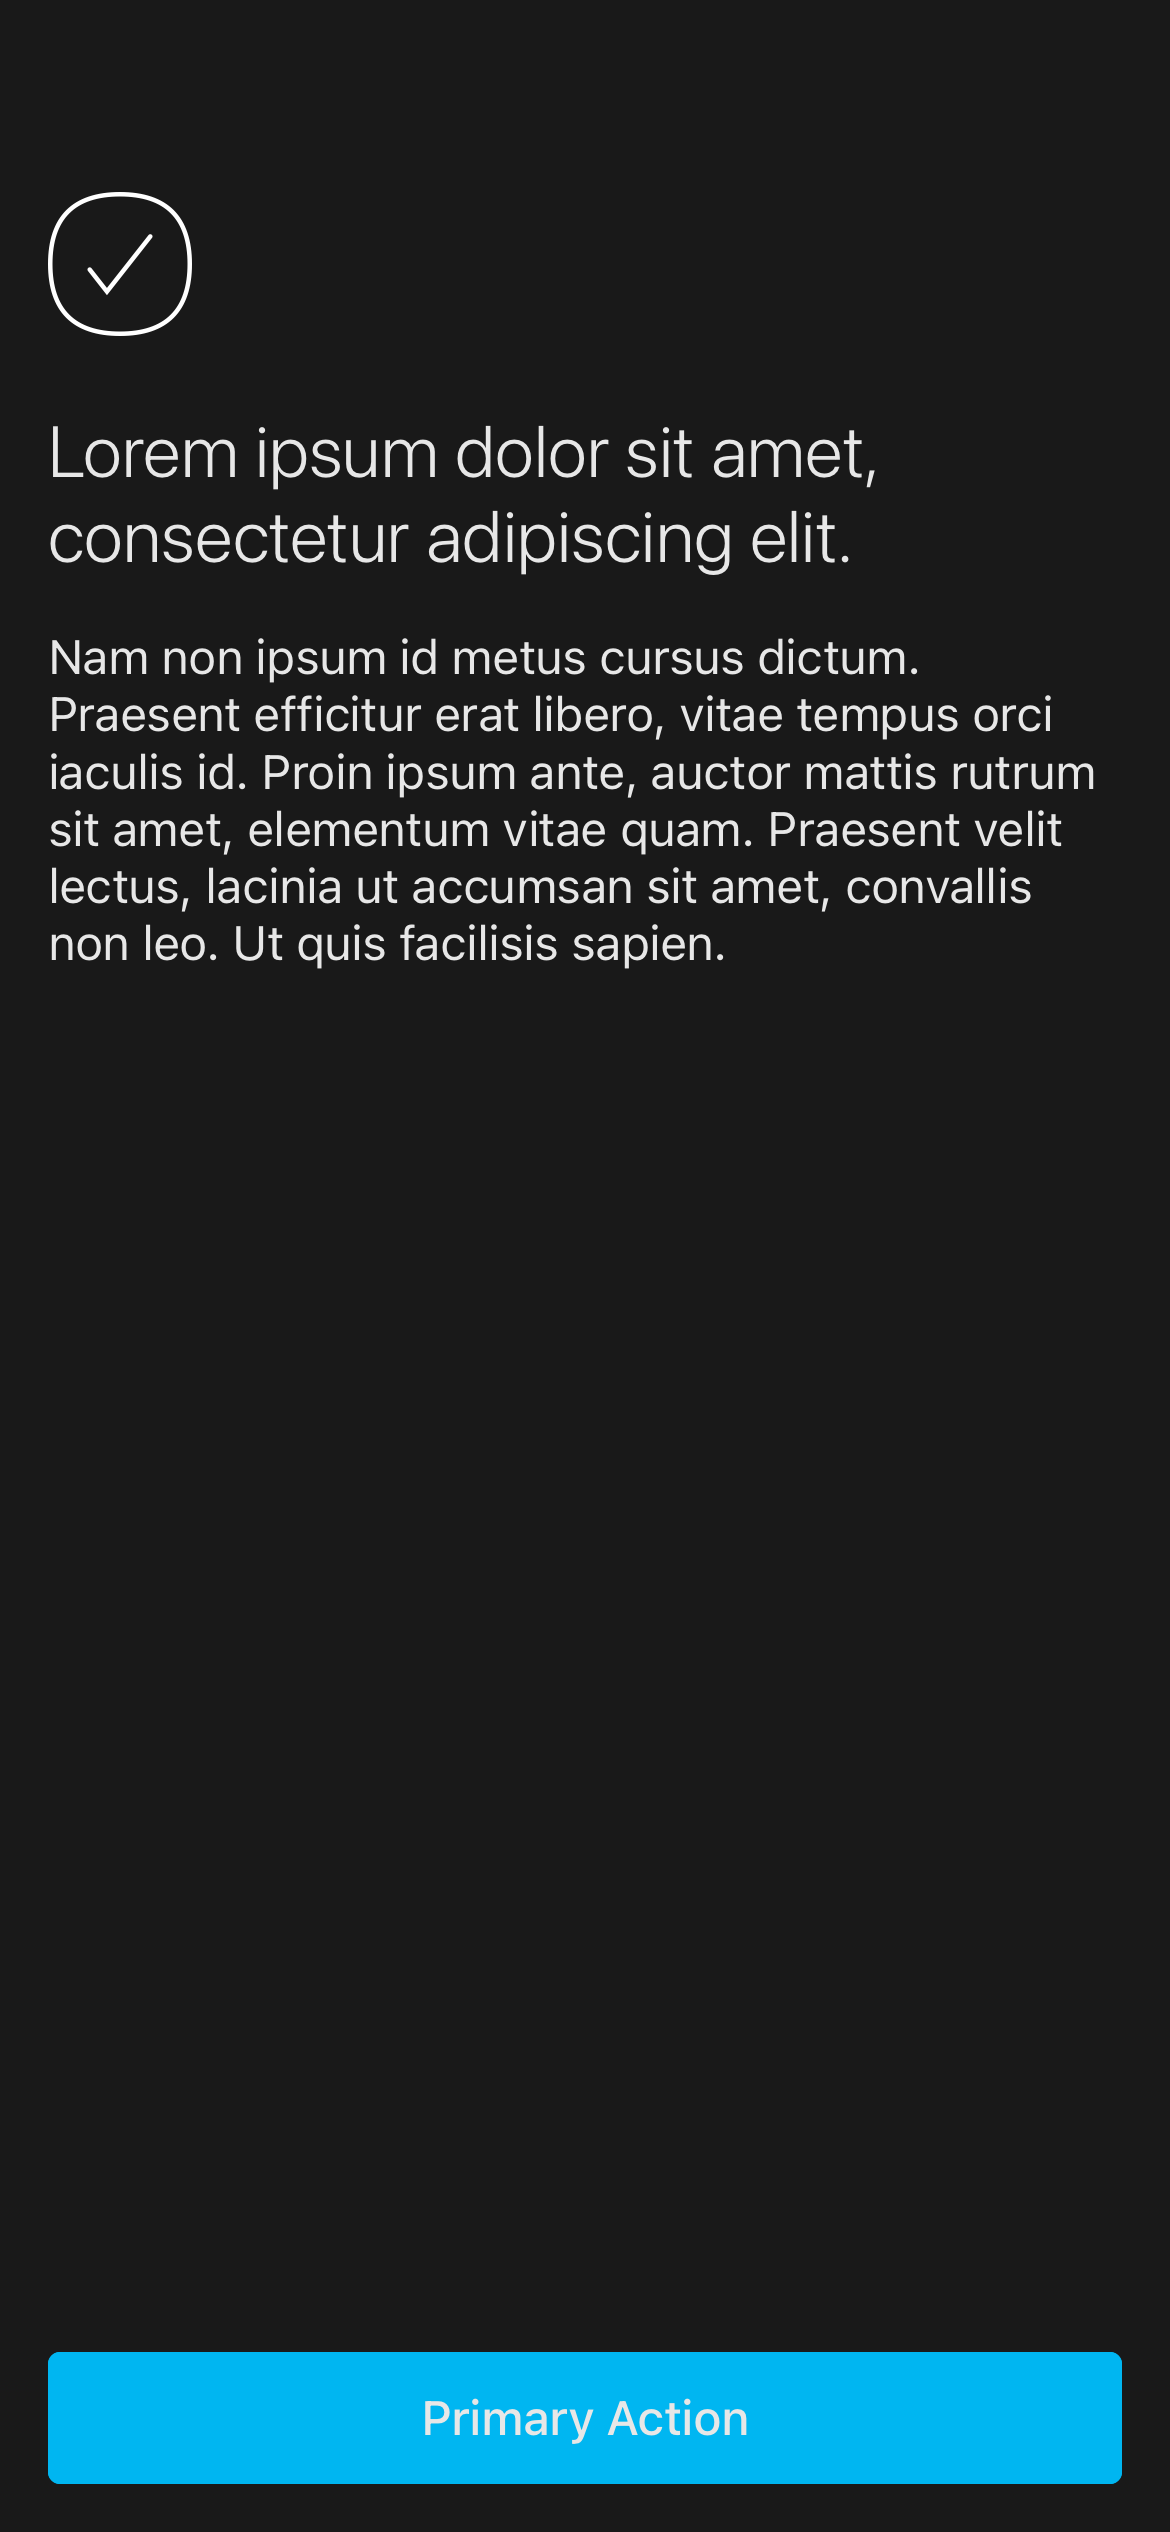 Lorem ipsum dolor sit amet,
consectetur adipiscing elit.
Nam non ipsum id metus cursus dictum.
Praesent efficitur erat libero, vitae tempus orci
iaculis id. Proin ipsum ante, auctor mattis rutrum
sit amet, elementum vitae quam. Praesent velit
lectus, lacinia ut accumsan sit amet, convallis
non leo. Ut quis facilisis sapien.
Primary Action